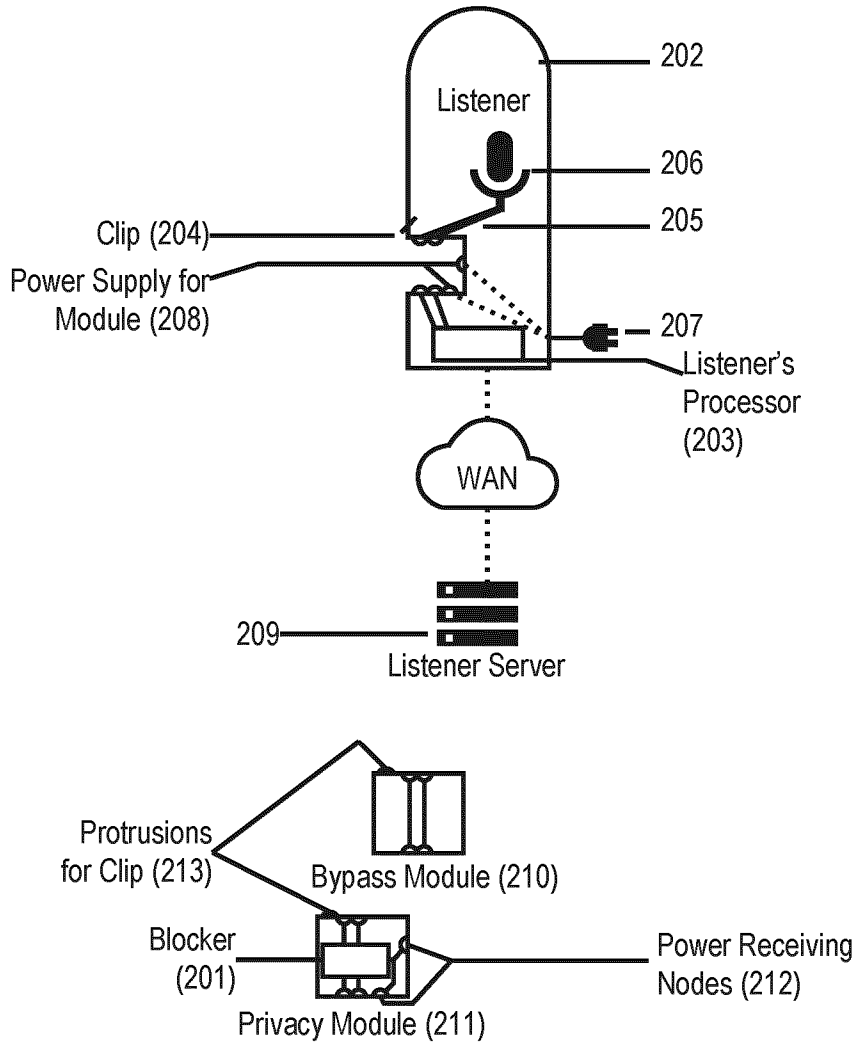 202
Listener
206
205
Clip (204)
Power Supply for
Module (208)
207
Listener's
Processor
(203)
WAN
209
Listener Server
Protrusions
for Clip (213)
Bypass Module (210)
Blocker
(201)
Power Receiving
Nodes (212)
Privacy Module (211)